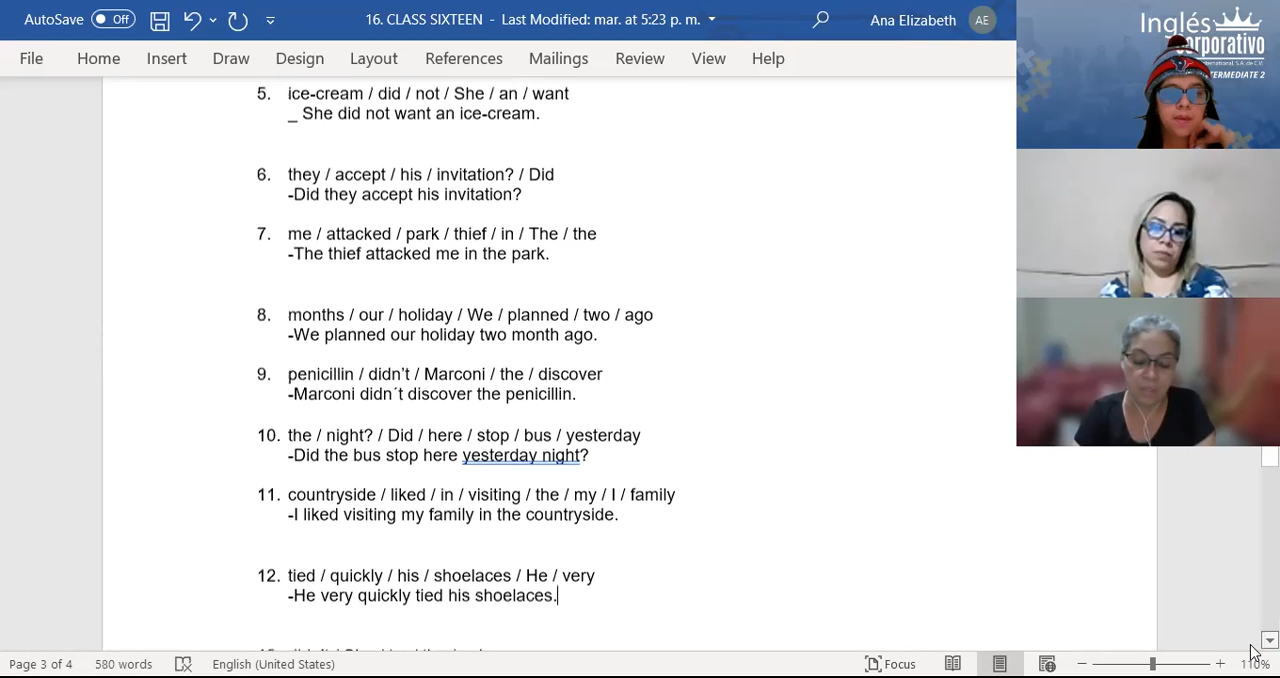 AutoSave Off 16. CLASS SIXTEEN - Last Modified: mar. at 5:23 p. m. Ana Elizabeth AE
File Home Insert Draw Design Layout References Mailings Review View Help
Inglés
Corporativo
International, S.A. de C.V.
INTERMEDIATE 2
5. ice-cream / did / not / She / an / want
_ She did not want an ice-cream.
6. they / accept / his / invitation? / Did
-Did they accept his invitation?
7. me / attacked / park / thief / in / The / the
-The thief attacked me in the park.
8. months / our / holiday / We / planned / two / ago
-We planned our holiday two month ago.
9. penicillin / didn’t / Marconi / the / discover
-Marconi didn´t discover the penicillin.
10. the / night? / Did / here / stop / bus / yesterday
-Did the bus stop here yesterday night?
11. countryside / liked / in / visiting / the / my / I / family
-I liked visiting my family in the countryside.
12. tied / quickly / his / shoelaces / He / very
-He very quickly tied his shoelaces.
Page 3 of 4 580 words English (United States) Focus 110%